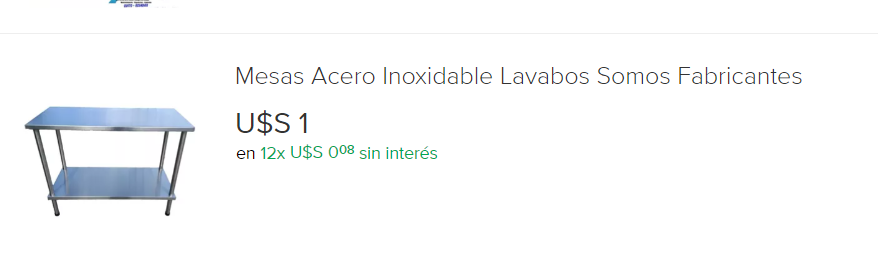 Mesas Acero Inoxidable Lavabos Somos Fabricantes
U$S 1
en 12x U$S 0⁰⁸ sin interés